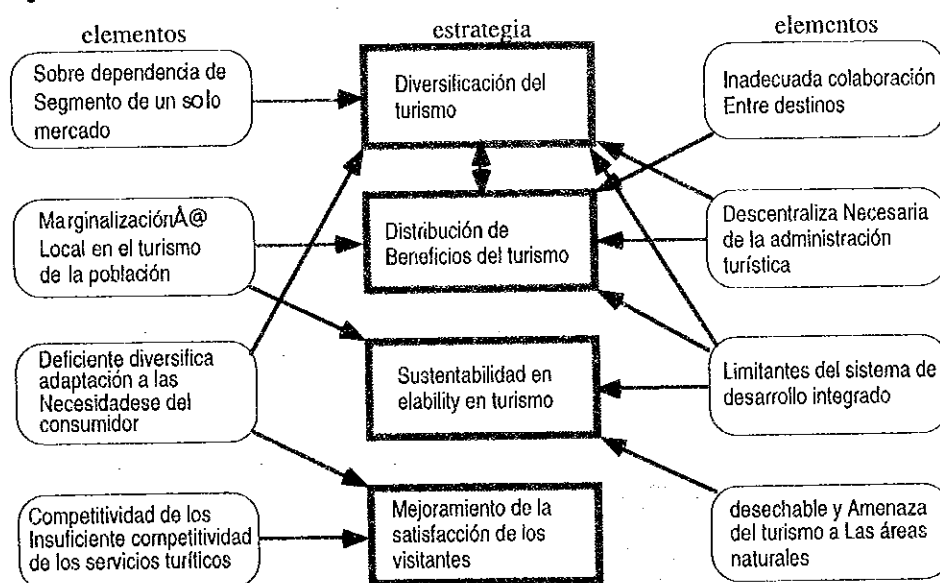 elementos
Sobre dependencia de
Segmento de un solo
mercado
MarginalizaciónÅ@
Local en el turismo
de la población
Deficiente diversifica
adaptación a las
Necesidadese del
consumidor
Competitividad de los
Insuficiente competitividad
de los servicios turíticos
estrategia
Diversificación del
turismo
Distribución de
Beneficios del turismo
Sustentabilidad en
elability en turismo
Mejoramiento de la
satisfacción de los
visitantes
elementos
Inadecuada colaboración
Entre destinos
Descentraliza Necesaria
de la administración
turística
Limitantes del sistema de
desarrollo integrado
desechable y Amenaza
del turismo a Las áreas
naturales